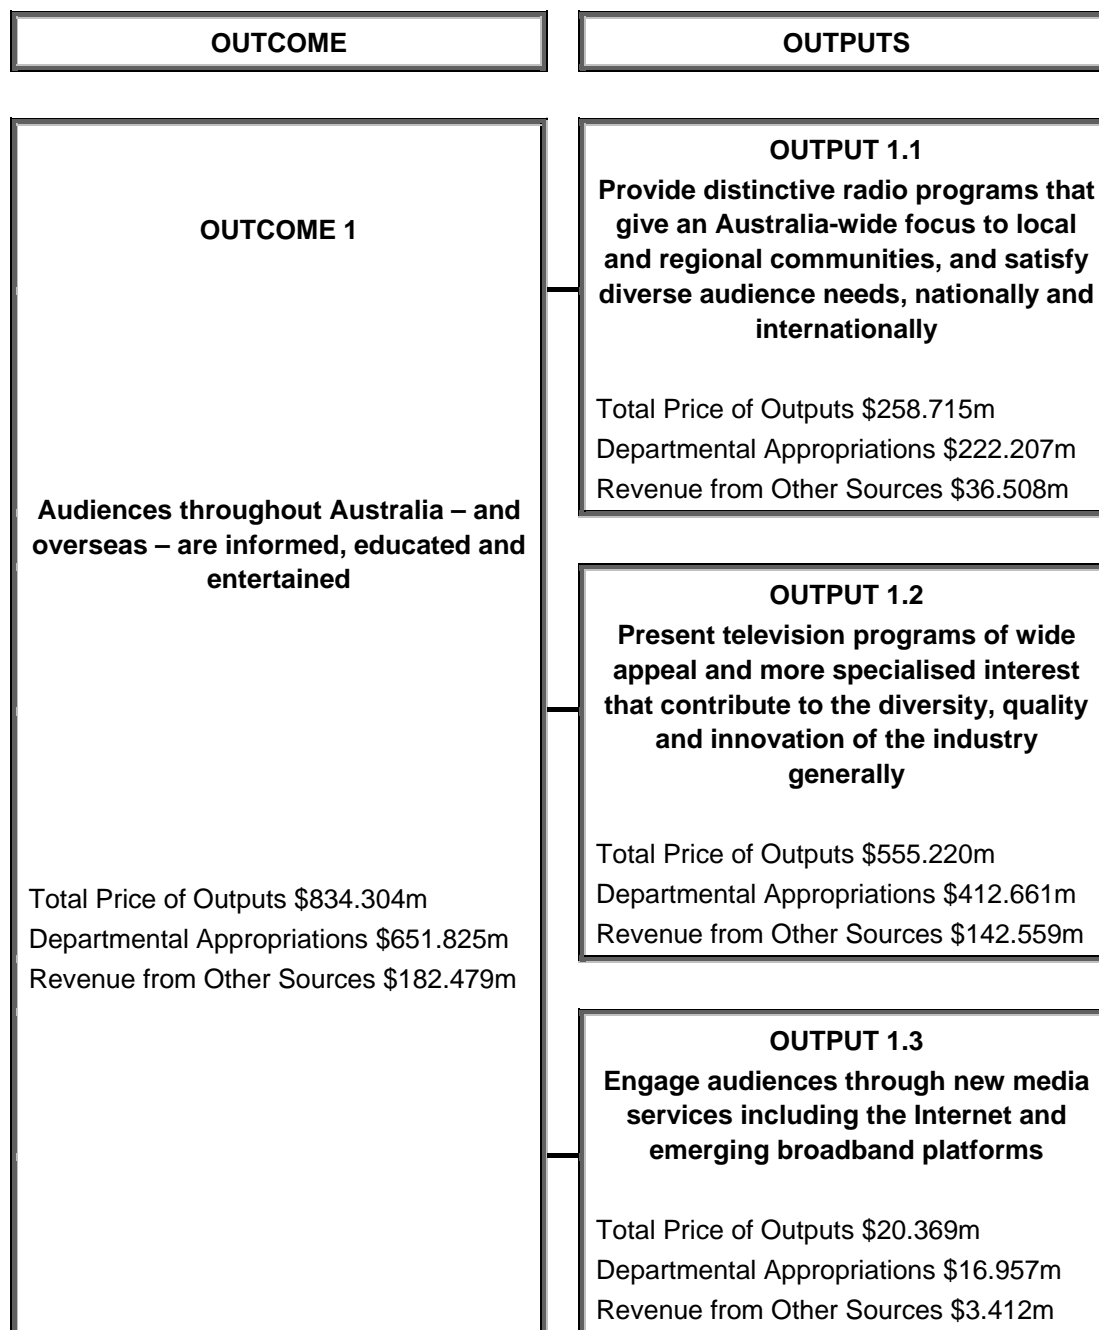 OUTCOME
OUTPUTS
OUTCOME 1
Audiences throughout Australia – and
overseas – are informed, educated and
entertained
Total Price of Outputs $834.304m
Departmental Appropriations $651.825m
Revenue from Other Sources $182.479m
OUTPUT 1.1
Provide distinctive radio programs that
give an Australia-wide focus to local
and regional communities, and satisfy
diverse audience needs, nationally and
internationally
Total Price of Outputs $258.715m
Departmental Appropriations $222.207m
Revenue from Other Sources $36.508m
OUTPUT 1.2
Present television programs of wide
appeal and more specialised interest
that contribute to the diversity, quality
and innovation of the industry
generally
Total Price of Outputs $555.220m
Departmental Appropriations $412.661m
Revenue from Other Sources $142.559m
OUTPUT 1.3
Engage audiences through new media
services including the Internet and
emerging broadband platforms
Total Price of Outputs $20.369m
Departmental Appropriations $16.957m
Revenue from Other Sources $3.412m